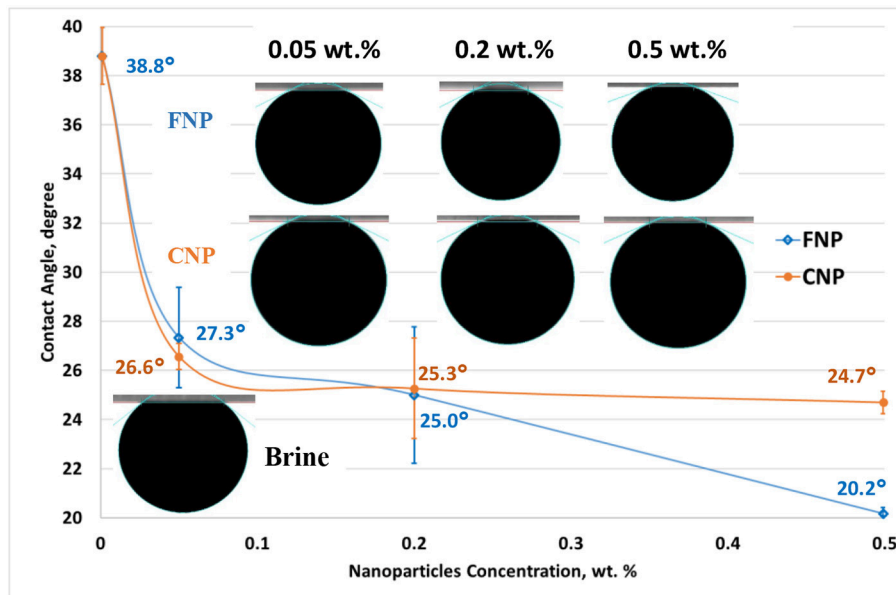 40
38
36
34
32
30
28
26
24
22
20
Contact Angle, degree
0.05 wt.% 0.2 wt.% 0.5 wt.%
38.8°
FNP
CNP
FNP
CNP
27.3°
26.6°
25.3°
25.0°
24.7°
20.2°
Brine
0 0.1 0.2 0.3 0.4 0.5
Nanoparticles Concentration, wt. %